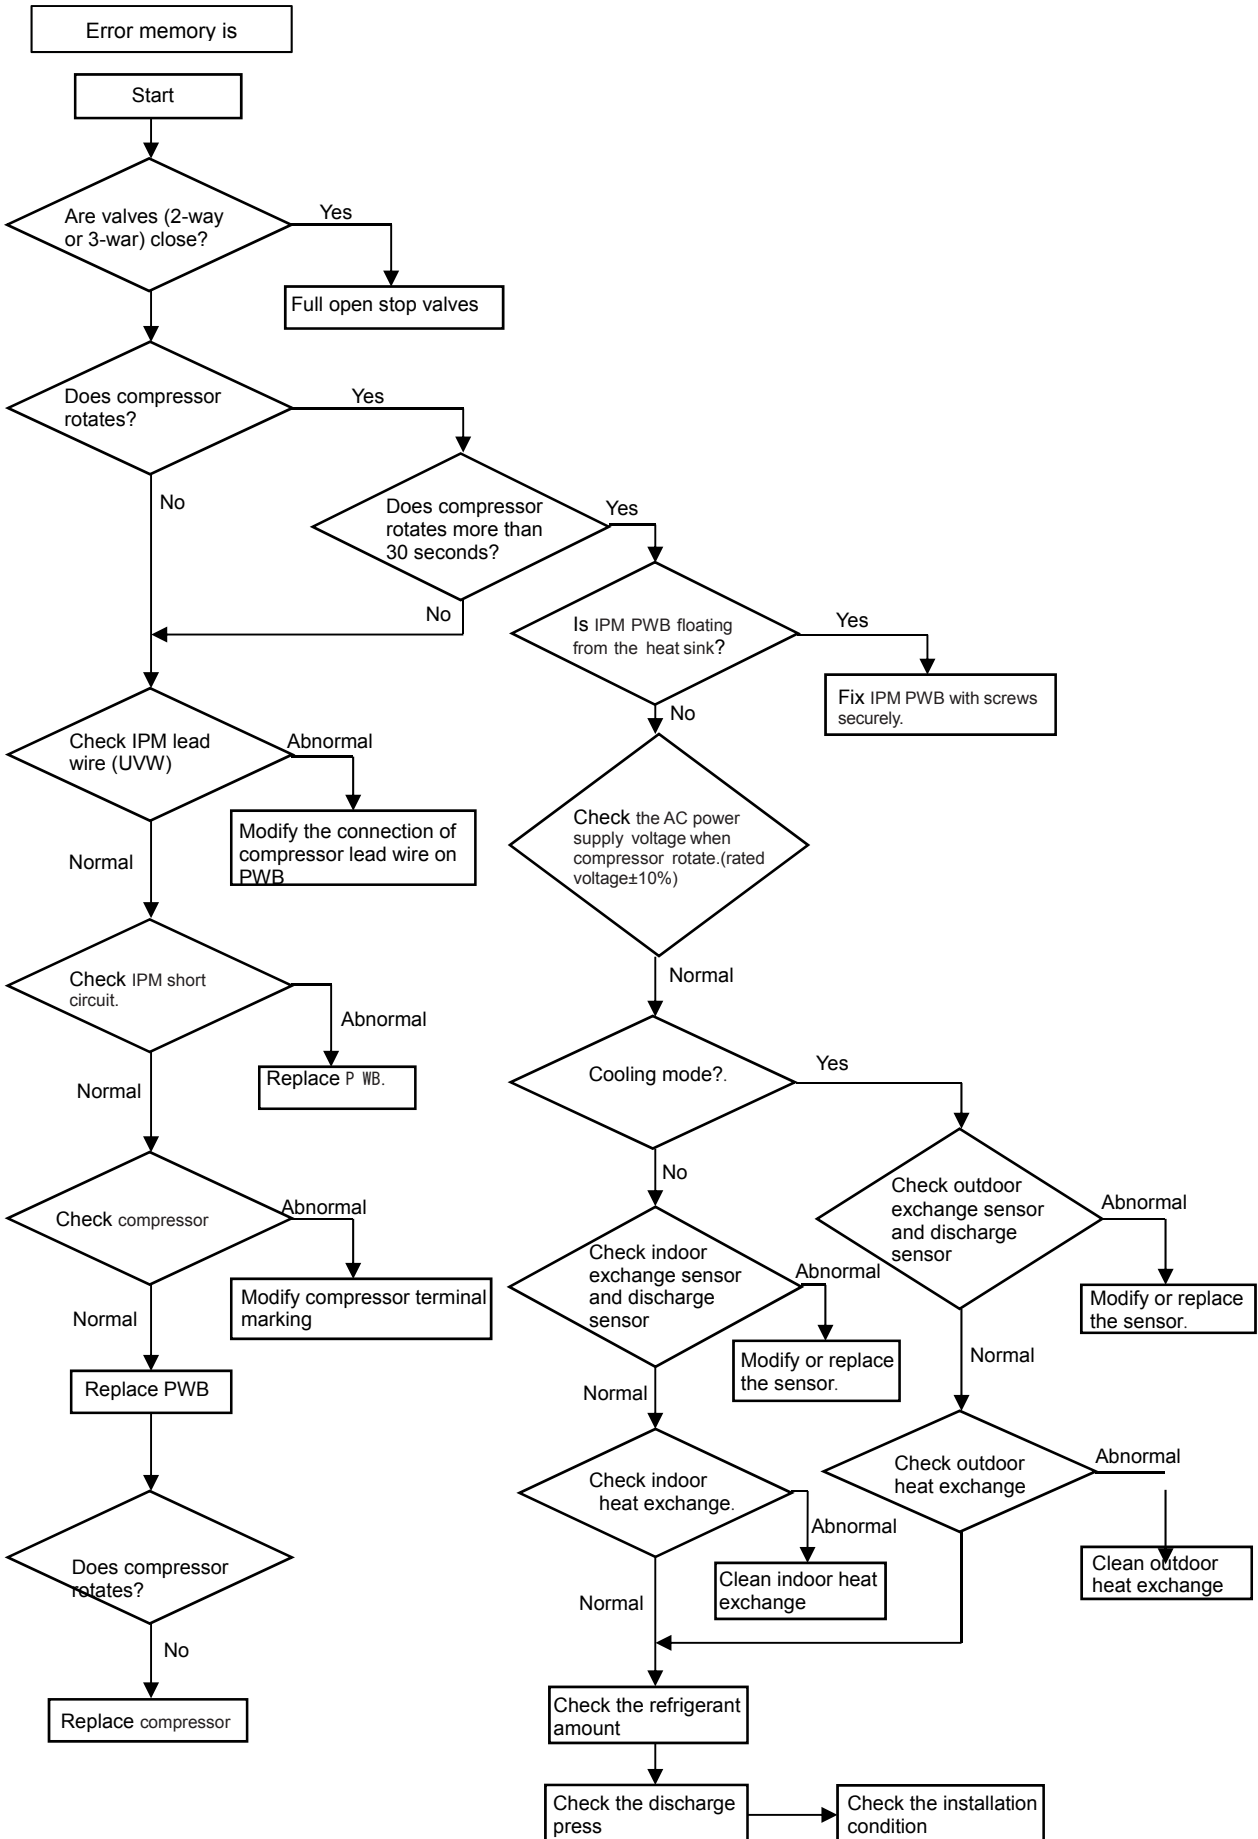 Error memory is
Start
Are valves (2-way
or 3-war) close?
Yes
Full open stop valves
Does compressor
rotates?
Yes
No
Does compressor
rotates more than
30 seconds?
Yes
No
Is IPM PWB floating
from the heat sink?
Yes
Fix IPM PWB with screws
securely.
No
Check IPM lead
wire (UVW)
Abnormal
Modify the connection of
compressor lead wire on
PWB
Normal
Check the AC power
supply voltage when
compressor rotate.(rated
voltage±10%)
Normal
Check IPM short
circuit.
Abnormal
Replace P WB.
Normal
Cooling mode?.
Yes
No
Check compressor
Abnormal
Modify compressor terminal
marking
Normal
Check indoor
exchange sensor
and discharge
sensor
Abnormal
Modify or replace
the sensor.
Normal
Check outdoor
exchange sensor
and discharge
sensor
Abnormal
Modify or replace
the sensor.
Normal
Replace PWB
Does compressor
rotates?
No
Replace compressor
Check indoor
heat exchange.
Abnormal
Clean indoor heat
exchange
Normal
Check outdoor
heat exchange
Abnormal
Clean outdoor
heat exchange
Check the refrigerant
amount
Check the discharge
press
Check the installation
condition